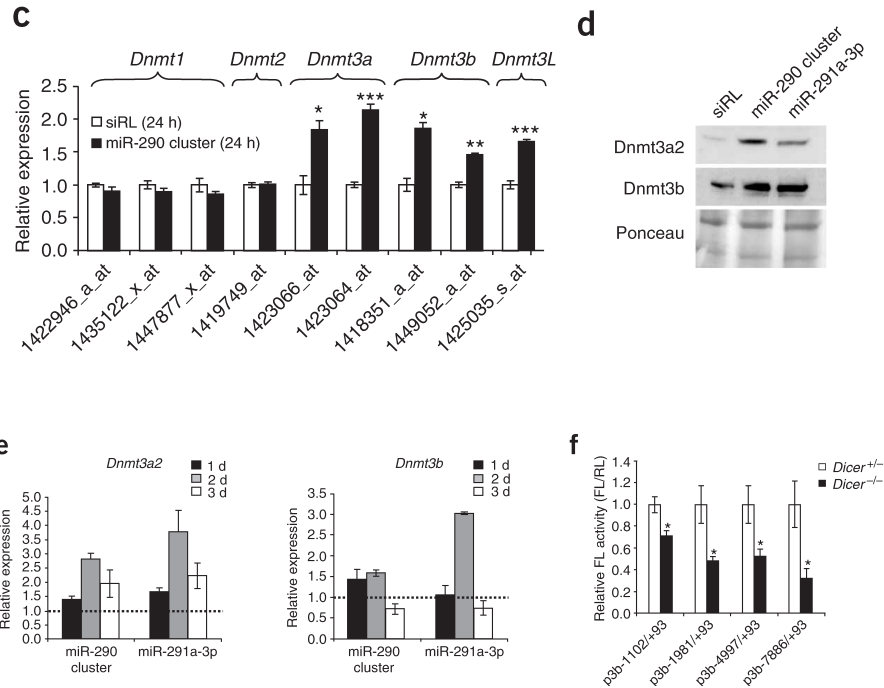 c
Dnmt1 Dnmt2 Dnmt3a Dnmt3b Dnmt3L
Relative expression
2.5
2.0
1.5
1.0
0.5
0.0
siRL (24 h)
miR-290 cluster (24 h)
* *** * ** ***
1422946_a_at
1435122_x_at
1447877_x_at
1419749_at
1423066_at
1423064_at
1418351_a_at
1449052_a_at
1425035_s_at
d
siRL
miR-290 cluster
miR-291a-3p
Dnmt3a2
Dnmt3b
Ponceau
e
Dnmt3a2
1 d
2 d
3 d
Relative expression
5.0
4.5
4.0
3.5
3.0
2.5
2.0
1.5
1.0
0.5
0.0
miR-290
cluster
miR-291a-3p
Dnmt3b
1 d
2 d
3 d
Relative expression
3.5
3.0
2.5
2.0
1.5
1.0
0.5
0.0
miR-290
cluster
miR-291a-3p
f
Relative FL activity (FL/RL)
1.4
1.2
1.0
0.8
0.6
0.4
0.2
0.0
Dicer+/–
Dicer–/–
* * * *
p3b-1102/+93
p3b-1981/+93
p3b-4997/+93
p3b-7886/+93